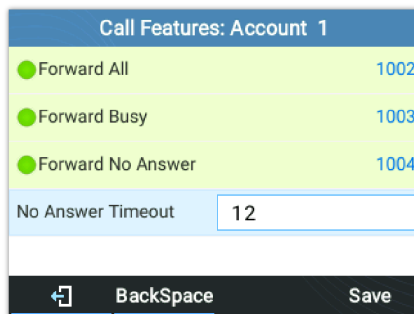 Call Features: Account 1
Forward All 1002
Forward Busy 1003
Forward No Answer 1004
No Answer Timeout 12
BackSpace Save